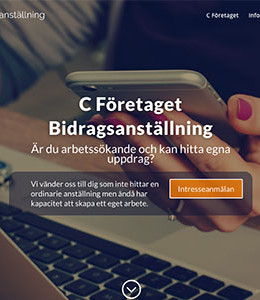 anställning
C Företaget
Info
C Företaget
Bidragsanställning
Är du arbetssökande och kan hitta egna
uppdrag?
Vi vänder oss till dig som inte hittar en
ordinarie anställning men ändå har
kapacitet att skapa ett eget arbete.
Intresseanmälan